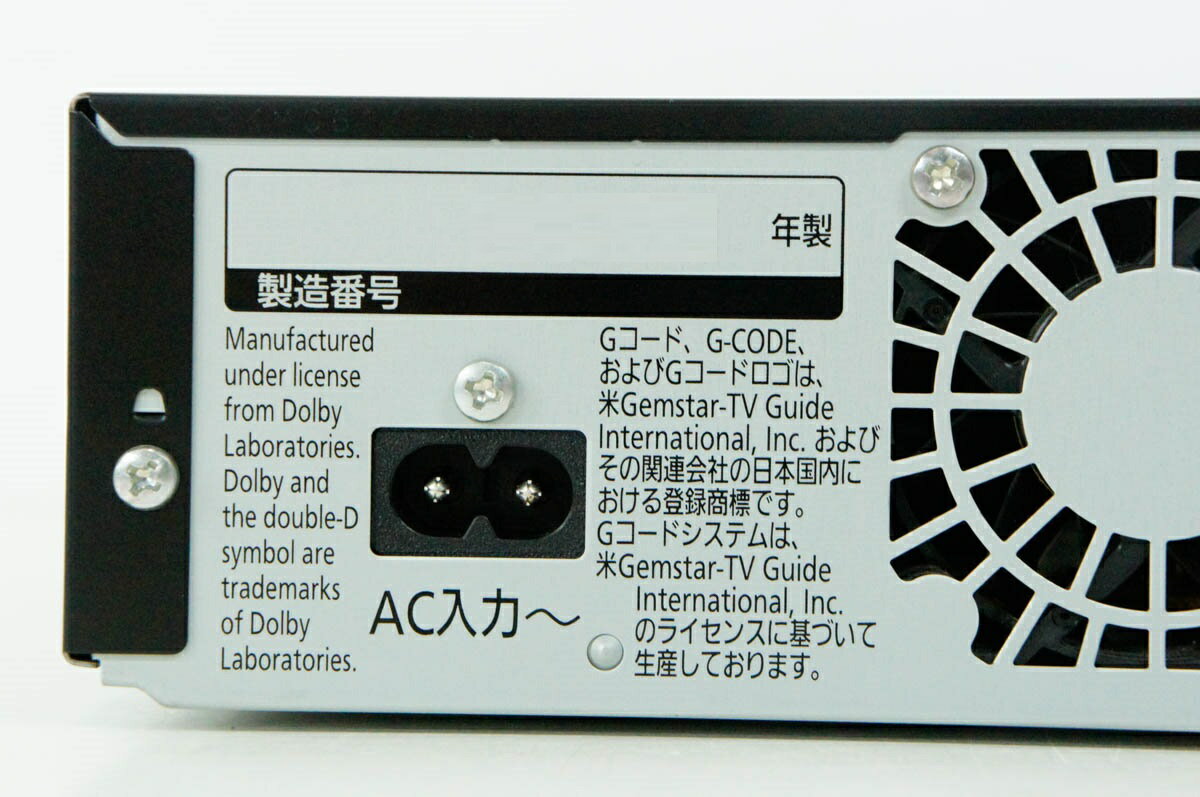 年製
製造番号
Manufactured
under license
from Dolby
Laboratories.
Dolby and
the double-D
symbol are
trademarks
of Dolby
Laboratories.
AC入力〜
Gコード、G-CODE、
およびGコードロゴは、
米Gemstar-TV Guide
International, Inc. および
その関連会社の日本国内に
おける登録商標です。
Gコードシステムは、
米Gemstar-TV Guide
International, Inc.
のライセンスに基づいて
生産しております。